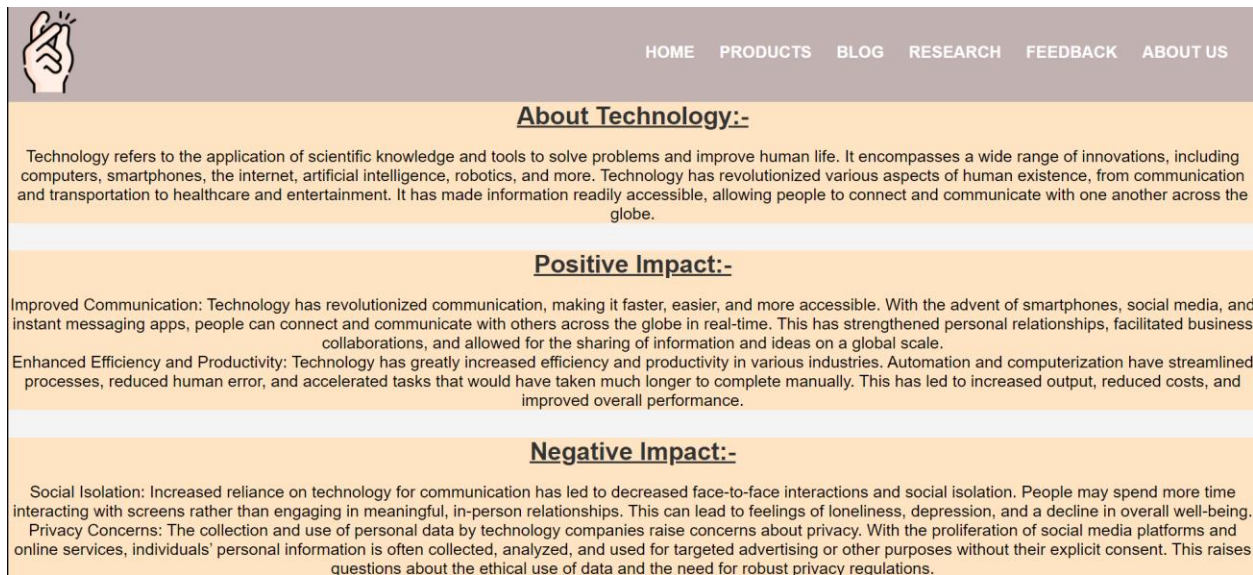 HOME PRODUCTS BLOG RESEARCH FEEDBACK ABOUT US
About Technology:-
Technology refers to the application of scientific knowledge and tools to solve problems and improve human life. It encompasses a wide range of innovations, including
computers, smartphones, the internet, artificial intelligence, robotics, and more. Technology has revolutionized various aspects of human existence, from communication
and transportation to healthcare and entertainment. It has made information readily accessible, allowing people to connect and communicate with one another across the
globe.
Positive Impact:-
Improved Communication: Technology has revolutionized communication, making it faster, easier, and more accessible. With the advent of smartphones, social media, and
instant messaging apps, people can connect and communicate with others across the globe in real-time. This has strengthened personal relationships, facilitated business
collaborations, and allowed for the sharing of information and ideas on a global scale.
Enhanced Efficiency and Productivity: Technology has greatly increased efficiency and productivity in various industries. Automation and computerization have streamlined
processes, reduced human error, and accelerated tasks that would have taken much longer to complete manually. This has led to increased output, reduced costs, and
improved overall performance.
Negative Impact:-
Social Isolation: Increased reliance on technology for communication has led to decreased face-to-face interactions and social isolation. People may spend more time
interacting with screens rather than engaging in meaningful, in-person relationships. This can lead to feelings of loneliness, depression, and a decline in overall well-being.
Privacy Concerns: The collection and use of personal data by technology companies raise concerns about privacy. With the proliferation of social media platforms and
online services, individuals’ personal information is often collected, analyzed, and used for targeted advertising or other purposes without their explicit consent. This raises
questions about the ethical use of data and the need for robust privacy regulations.